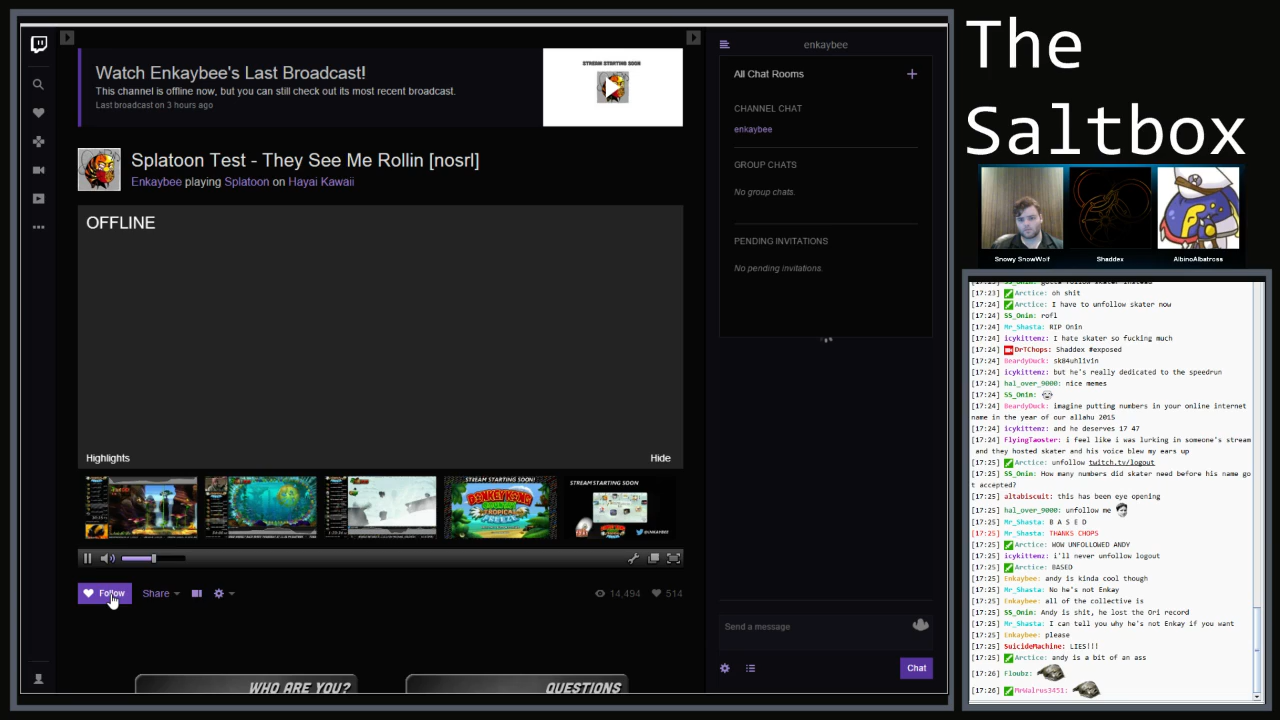 The
Saltbox
Watch Enkaybee's Last Broadcast!
This channel is offline now, but you can still check out its most recent broadcast.
Last broadcast on 3 hours ago
STREAM STARTING SOON
Splatoon Test - They See Me Rollin [nosrl]
Enkaybee playing Splatoon on Hayai Kawaii
OFFLINE
Highlights
Hide
STREAM STARTING SOON!
DONKEY KONG
TROPICAL FREEZE
STREAM STARTING SOON
@ENKAYBEE
Follow
Share
14,494
514
WHO ARE YOU?
QUESTIONS
enkaybee
All Chat Rooms
CHANNEL CHAT
enkaybee
GROUP CHATS
No group chats.
PENDING INVITATIONS
No pending invitations.
Send a message
Chat
Snowy SnowWolf
Shaddex
AlbinoAlbatross
[17:23] Arctice: oh shit
[17:24] Arctice: I have to unfollow skater now
[17:24] SS_Onin: rofl
[17:24] Mr_Shasta: RIP Onin
[17:24] icykittenz: I hate skater so fucking much
[17:24] DrTChops: Shaddex #exposed
[17:24] BeardyDuck: sk84uhlivin
[17:24] icykittenz: but he's really dedicated to the speedrun
[17:24] hal_over_9000: nice memes
[17:24] SS_Onin:
[17:24] BeardyDuck: imagine putting numbers in your online internet
name in the year of our allahu 2015
[17:24] icykittenz: and he deserves 17 47
[17:24] FlyingTaoster: i feel like i was lurking in someone's stream
and they hosted skater and his voice blew my ears up
[17:25] Arctice: unfollow twitch.tv/logout
[17:25] SS_Onin: How many numbers did skater need before his name go
t accepted?
[17:25] altabiscuit: this has been eye opening
[17:25] hal_over_9000: unfollow me
[17:25] Mr_Shasta: B A S E D
[17:25] Mr_Shasta: THANKS CHOPS
[17:25] Arctice: WOW UNFOLLOWED ANDY
[17:25] icykittenz: i'll never unfollow logout
[17:25] Arctice: BASED
[17:25] Enkaybee: andy is kinda cool though
[17:25] Mr_Shasta: No he's not Enkay
[17:25] Enkaybee: all of the collective is
[17:25] SS_Onin: Andy is shit, he lost the Ori record
[17:25] Mr_Shasta: I can tell you why he's not Enkay if you want
[17:25] Enkaybee: please
[17:25] SuicideMachine: LIES!!!
[17:25] Arctice: andy is a bit of an ass
[17:26] Floubz:
[17:26] MrWalrus3451: